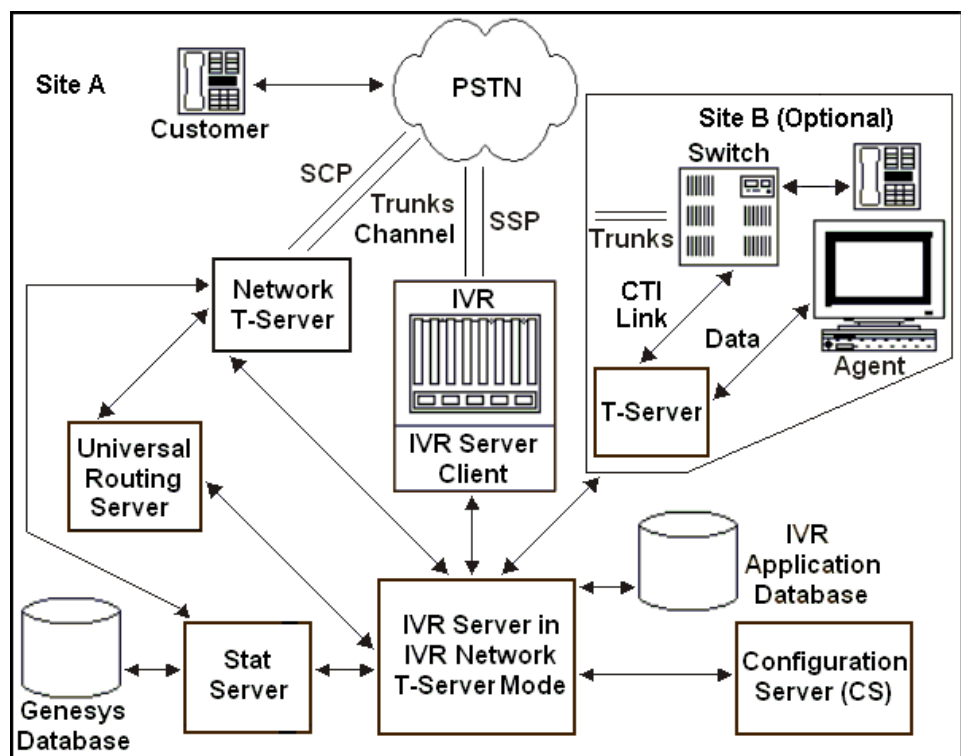 Site A
Customer
PSTN
Site B (Optional)
Switch
SCP
Trunks
Channel
SSP
Trunks
Network
T-Server
IVR
CTI
Link
Data
Agent
T-Server
IVR Server
Client
Universal
Routing
Server
IVR
Application
Database
IVR Server in
IVR Network
T-Server Mode
Stat
Server
Configuration
Server (CS)
Genesys
Database